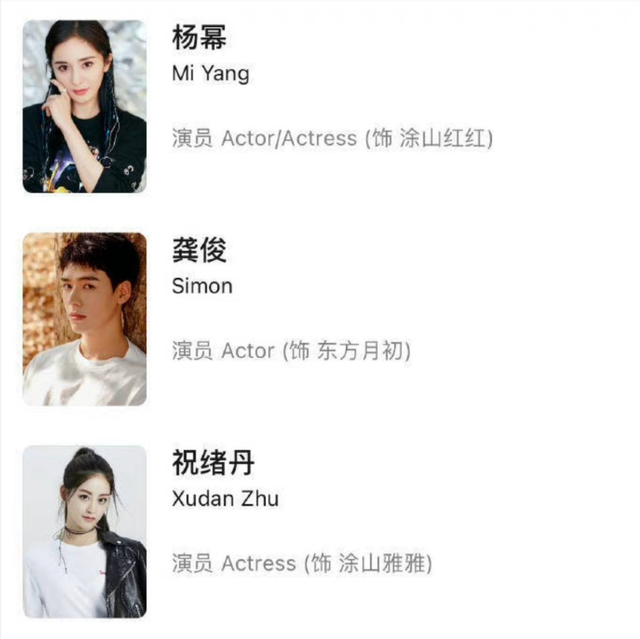 杨幂
Mi Yang
演员 Actor/Actress (饰 涂山红红)
龚俊
Simon
演员 Actor (饰 东方月初)
祝绪丹
Xudan Zhu
演员 Actress (饰 涂山雅雅)